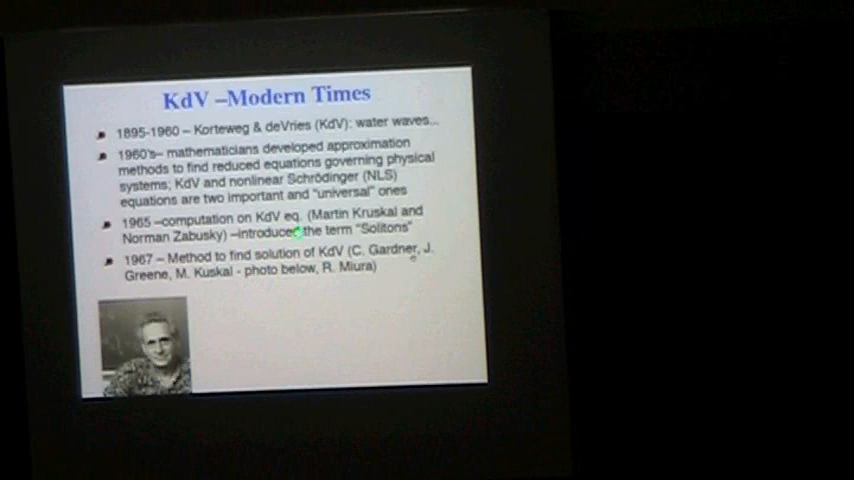 KdV –Modern Times
1895-1960 – Korteweg & deVries (KdV): water waves...
1960's– mathematicians developed approximation
methods to find reduced equations governing physical
systems; KdV and nonlinear Schrödinger (NLS)
equations are two important and "universal" ones
1965 –computation on KdV eq. (Martin Kruskal and
Norman Zabusky) –introduced the term "Solitons"
1967 – Method to find solution of KdV (C. Gardner, J.
Greene, M. Kuskal - photo below, R. Miura)